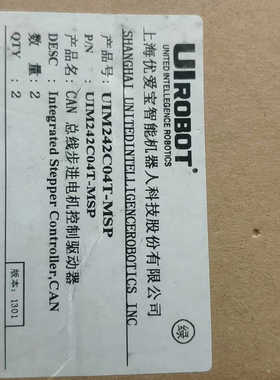 UIROBOT
UNITED INTELLEGENCE ROBOTICS
上海优爱宝智能机器人科技股份有限公司
SHANGHAI UNITEDINTELLIGENCEROBOTICS INC
产品号: UIM242C04T-MSP
P/N : UIM242C04T-MSP
产品名: CAN 总线步进电机控制驱动器
DESC : Integrated Stepper Controller,CAN
数 量: 2
QTY : 2
版本: 1301
绿